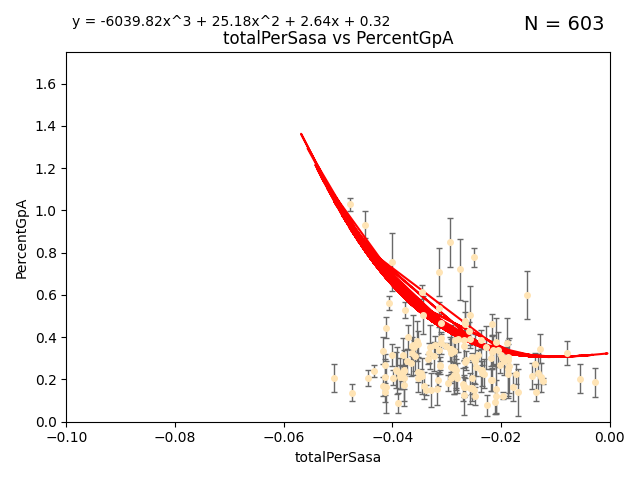 y = -6039.82x^3 + 25.18x^2 + 2.64x + 0.32
N = 603
totalPerSasa vs PercentGpA
1.6
1.4
1.2
1.0
0.8
0.6
0.4
0.2
0.0
PercentGpA
−0.10 −0.08 −0.06 −0.04 −0.02 0.00
totalPerSasa